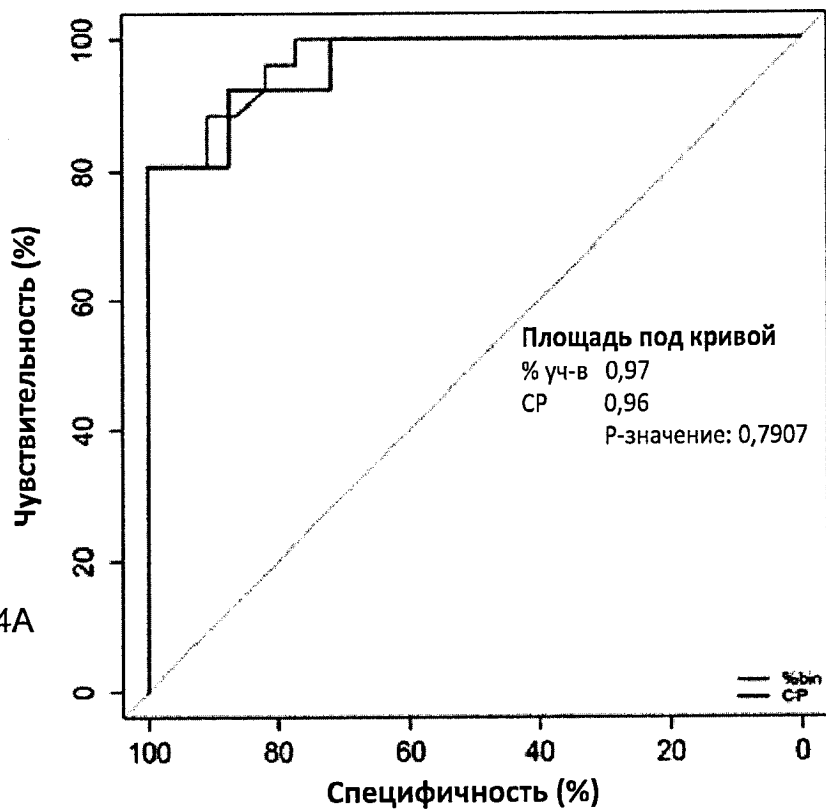 100
80
60
40
20
0
Чувствительность (%)
Площадь под кривой
% уч-в 0,97
СР 0,96
Р-значение: 0,7907
4А
%bin
CP
100 80 60 40 20 0
Специфичность (%)